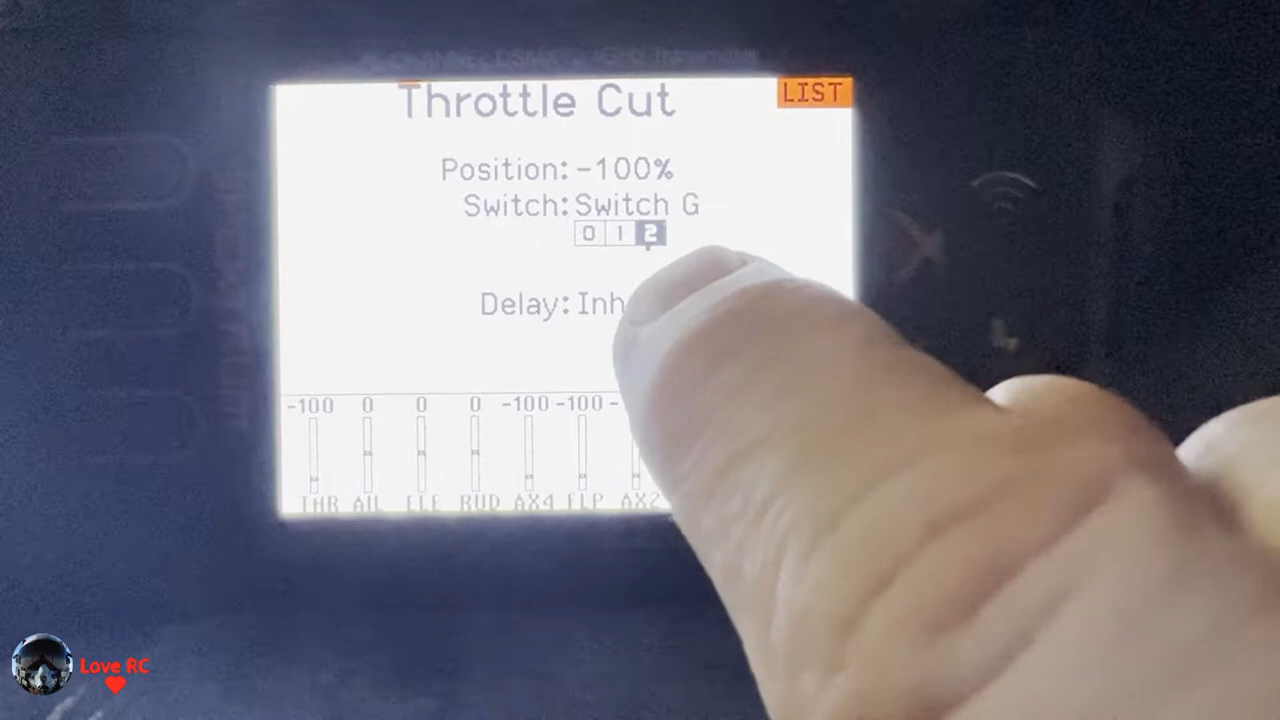 Throttle Cut
LIST
Position: -100%
Switch: Switch G
0 1 2
Delay: Inh
-100 0 0 0 -100 -100 -
THR AIL ELE RUD AX4 FLP AX2
Love RC